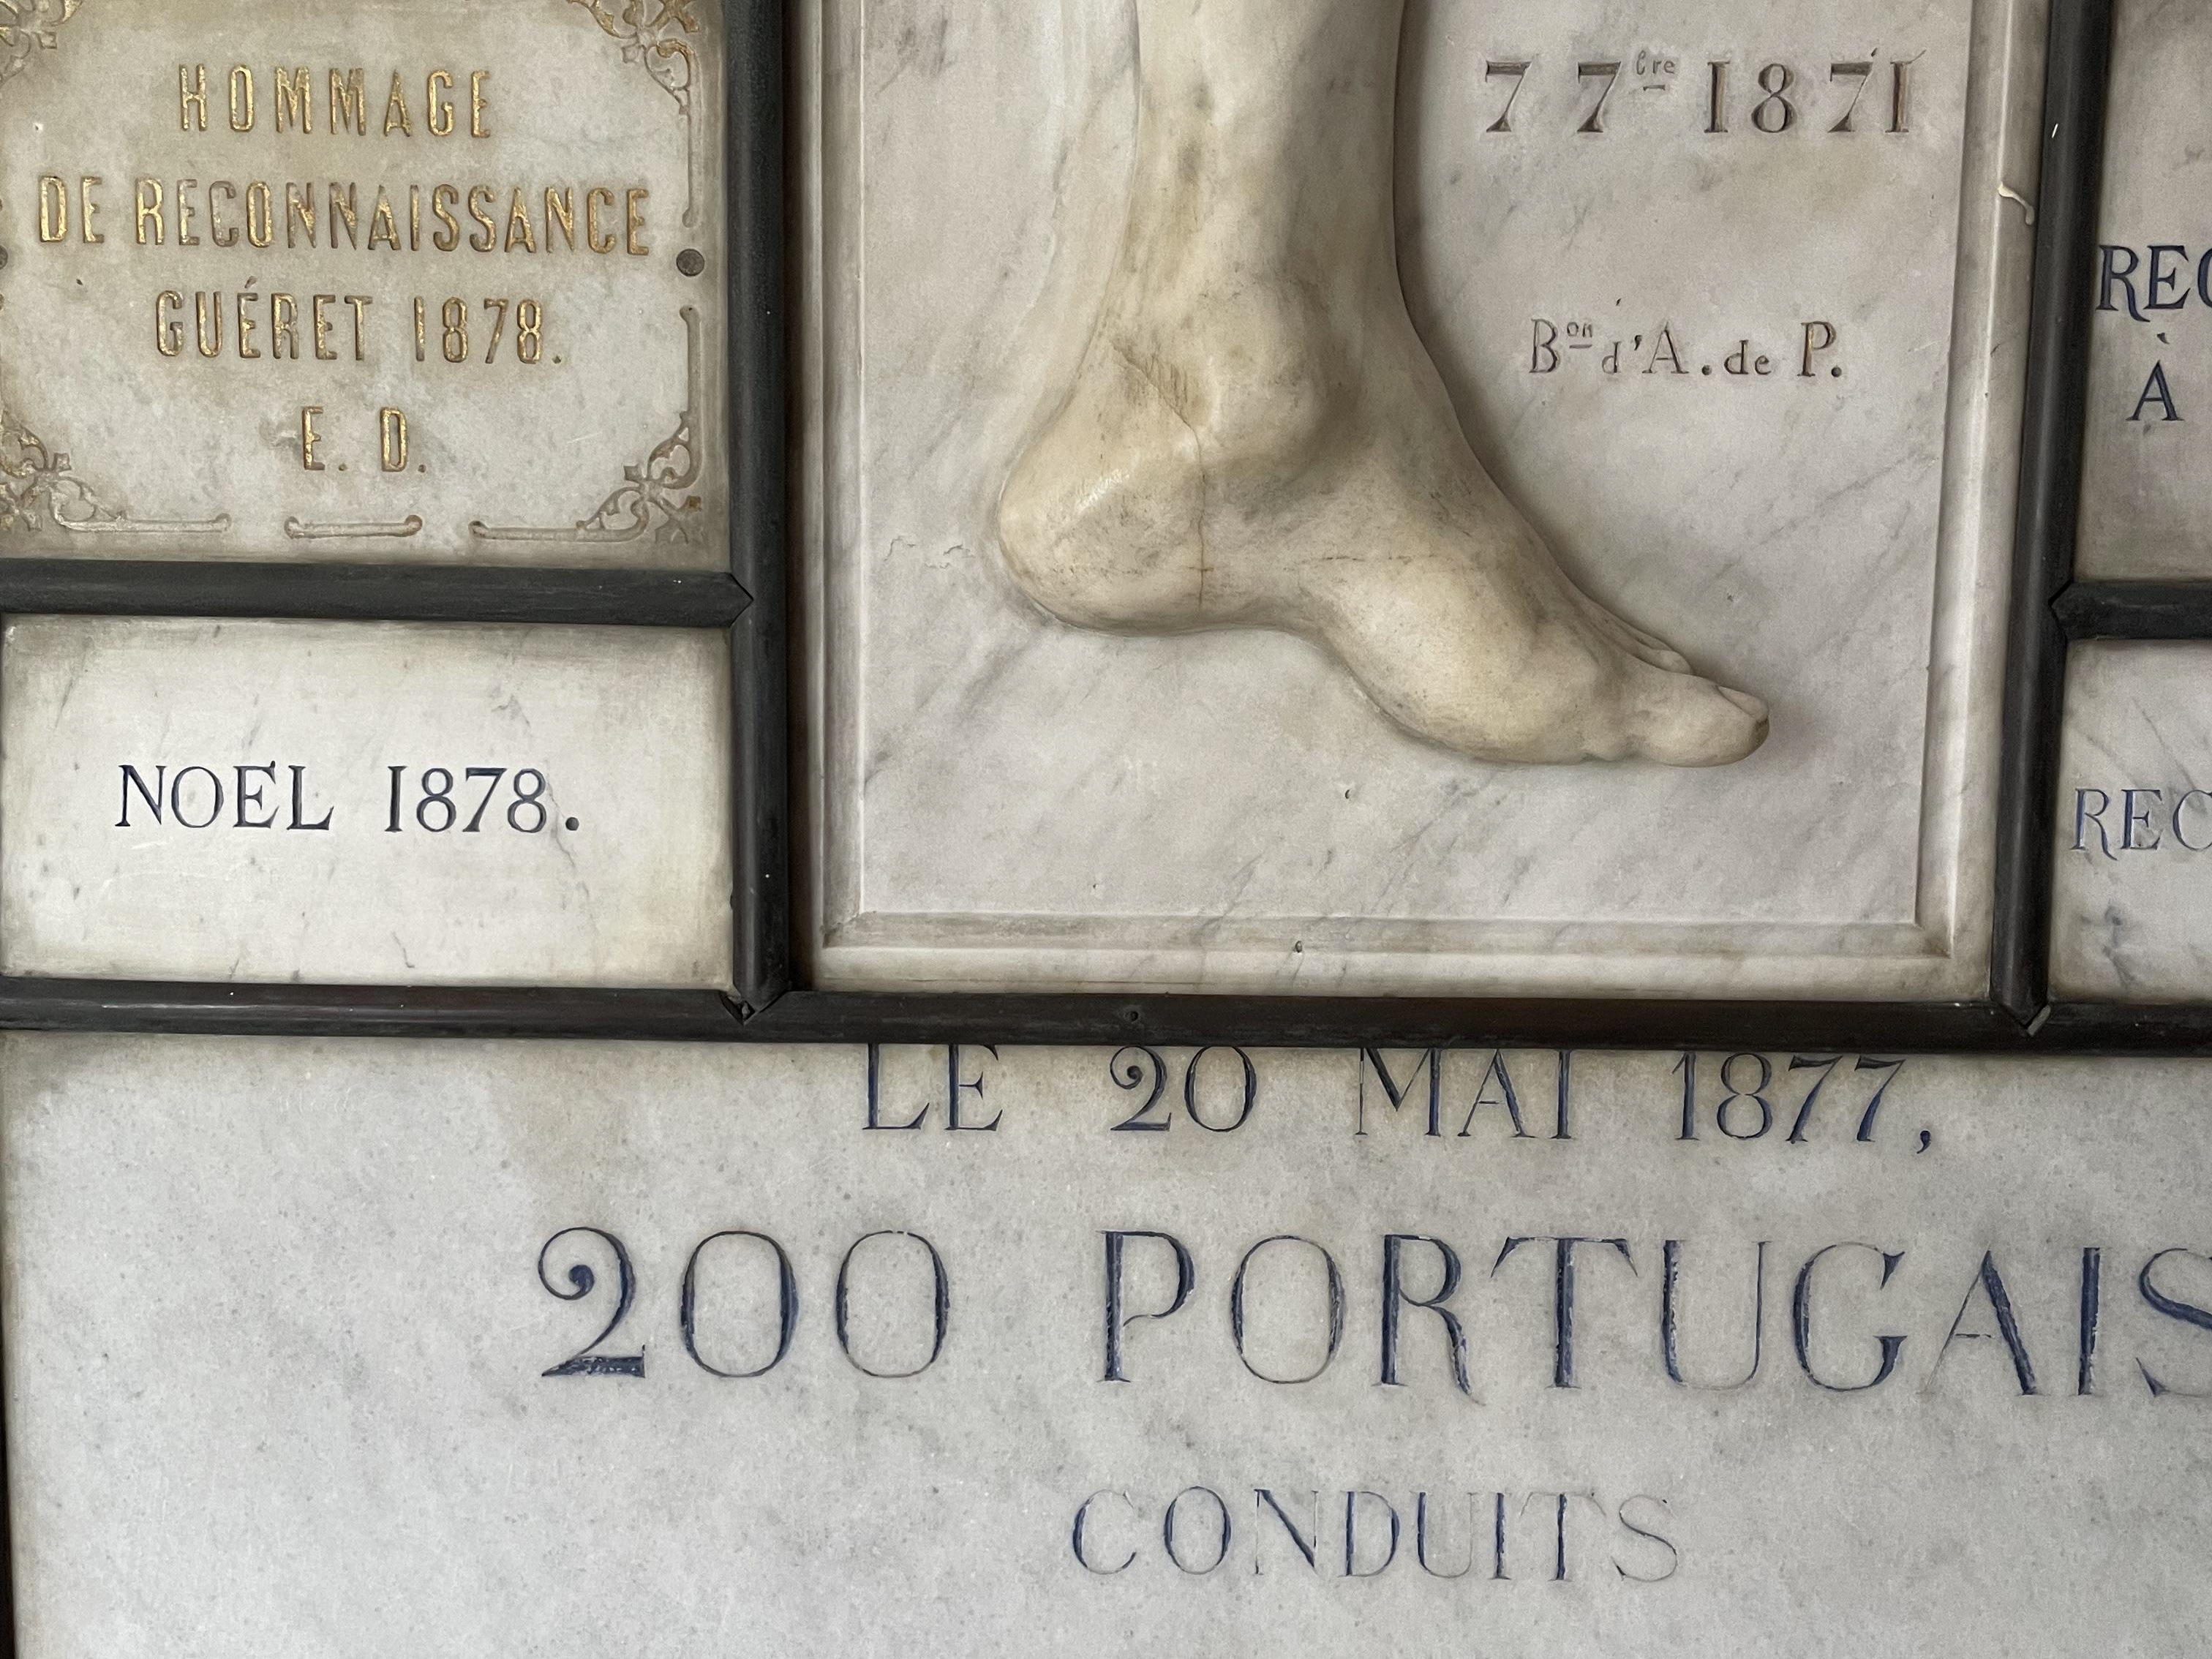 HOMMAGE
DE RECONNAISSANCE
GUÉRET 1878.
E. D.
NOEL 1878.
7 7bre 1871
Bon d'A. de P.
À
LE 20 MAI 1877,
200 PORTUGAIS
CONDUITS